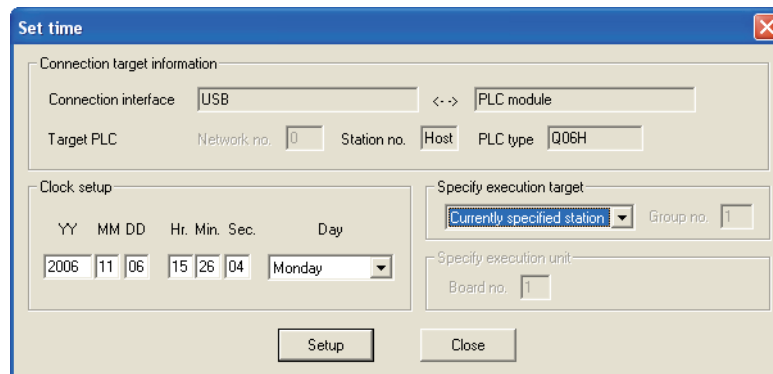 Set time
Connection target information
Connection interface USB <--> PLC module
Target PLC Network no. 0 Station no. Host PLC type Q06H
Clock setup
YY MM DD Hr. Min. Sec. Day
2006 11 06 15 26 04 Monday
Specify execution target
Currently specified station Group no. 1
Specify execution unit
Board no. 1
Setup Close